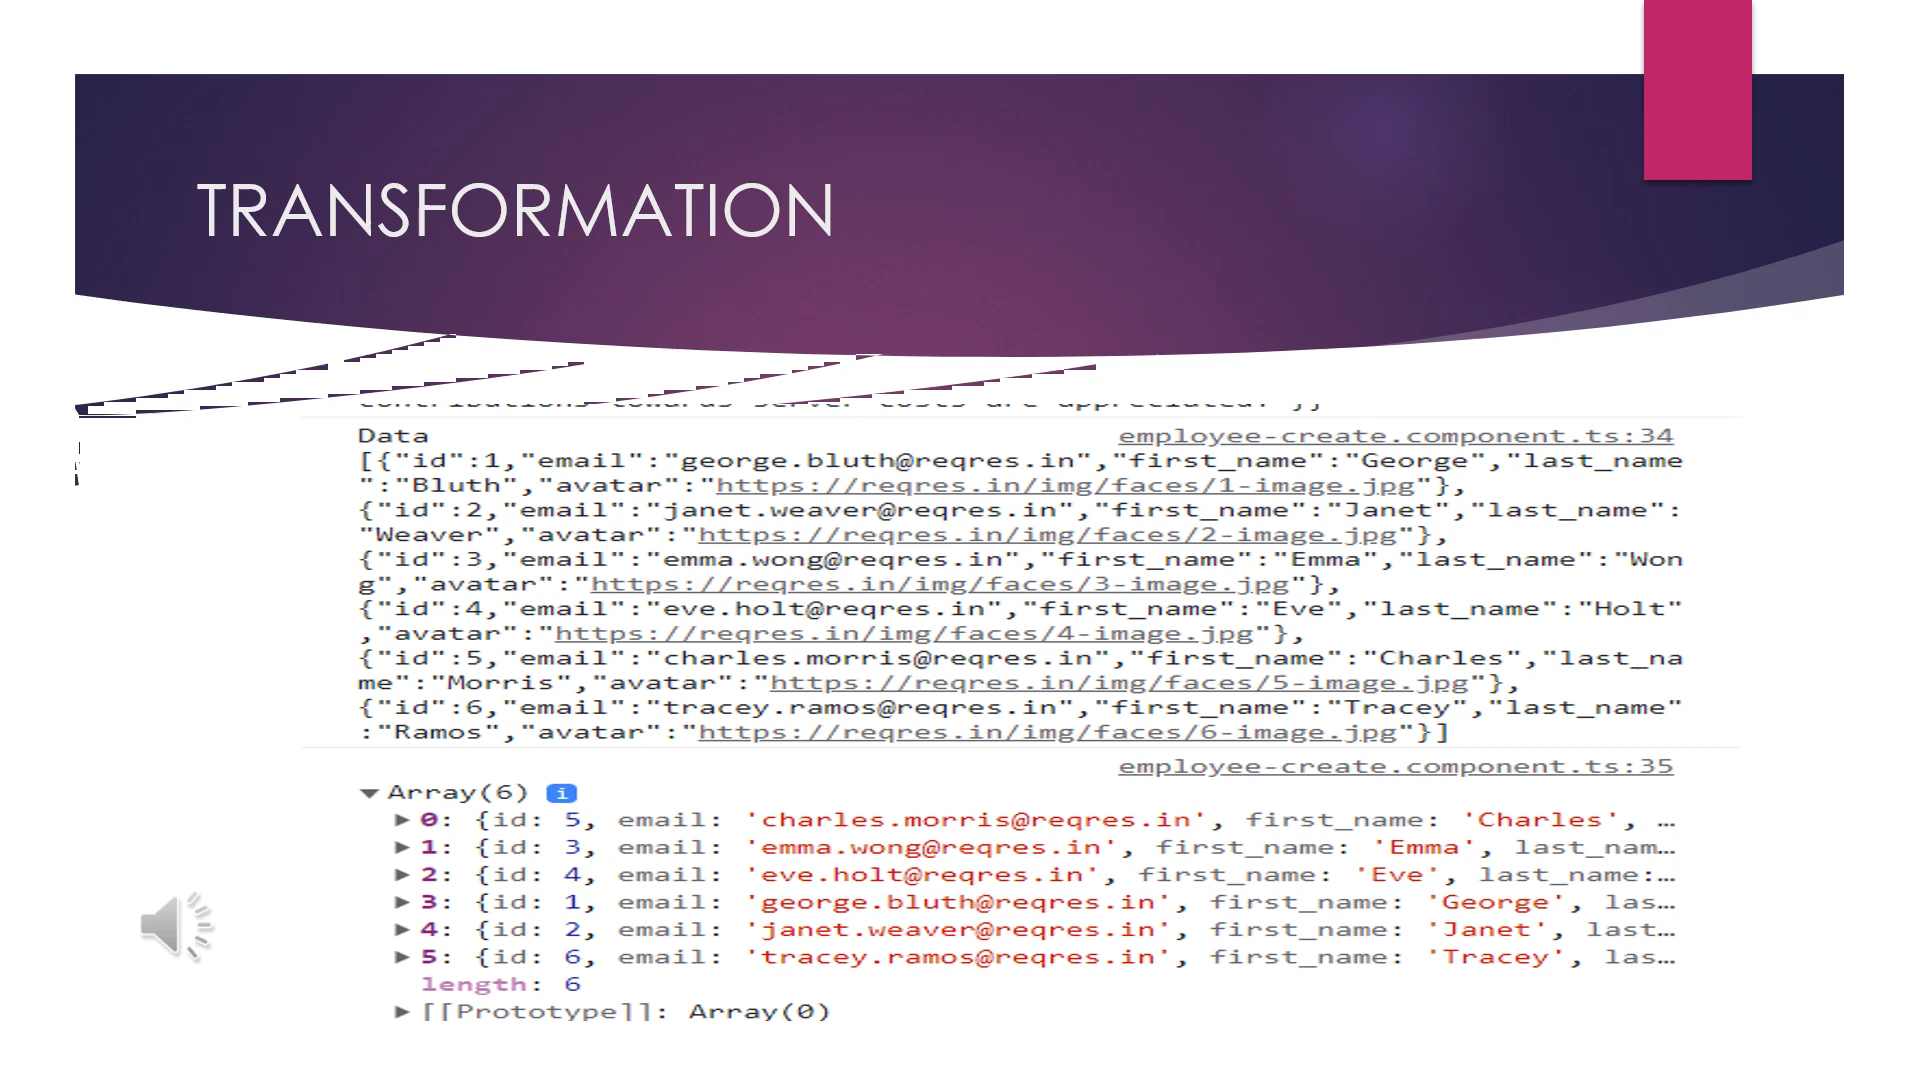 TRANSFORMATION
contributions towards server costs are appreciated!"}}
Data employee-create.component.ts:34
[{"id":1,"email":"george.bluth@reqres.in","first_name":"George","last_name
":"Bluth","avatar":"https://reqres.in/img/faces/1-image.jpg"},
{"id":2,"email":"janet.weaver@reqres.in","first_name":"Janet","last_name":
"Weaver","avatar":"https://reqres.in/img/faces/2-image.jpg"},
{"id":3,"email":"emma.wong@reqres.in","first_name":"Emma","last_name":"Won
g","avatar":"https://reqres.in/img/faces/3-image.jpg"},
{"id":4,"email":"eve.holt@reqres.in","first_name":"Eve","last_name":"Holt"
,"avatar":"https://reqres.in/img/faces/4-image.jpg"},
{"id":5,"email":"charles.morris@reqres.in","first_name":"Charles","last_na
me":"Morris","avatar":"https://reqres.in/img/faces/5-image.jpg"},
{"id":6,"email":"tracey.ramos@reqres.in","first_name":"Tracey","last_name"
:"Ramos","avatar":"https://reqres.in/img/faces/6-image.jpg"}]
employee-create.component.ts:35
Array(6) i
0: {id: 5, email: 'charles.morris@reqres.in', first_name: 'Charles', …
1: {id: 3, email: 'emma.wong@reqres.in', first_name: 'Emma', last_nam…
2: {id: 4, email: 'eve.holt@reqres.in', first_name: 'Eve', last_name:…
3: {id: 1, email: 'george.bluth@reqres.in', first_name: 'George', las…
4: {id: 2, email: 'janet.weaver@reqres.in', first_name: 'Janet', last…
5: {id: 6, email: 'tracey.ramos@reqres.in', first_name: 'Tracey', las…
length: 6
[[Prototype]]: Array(0)